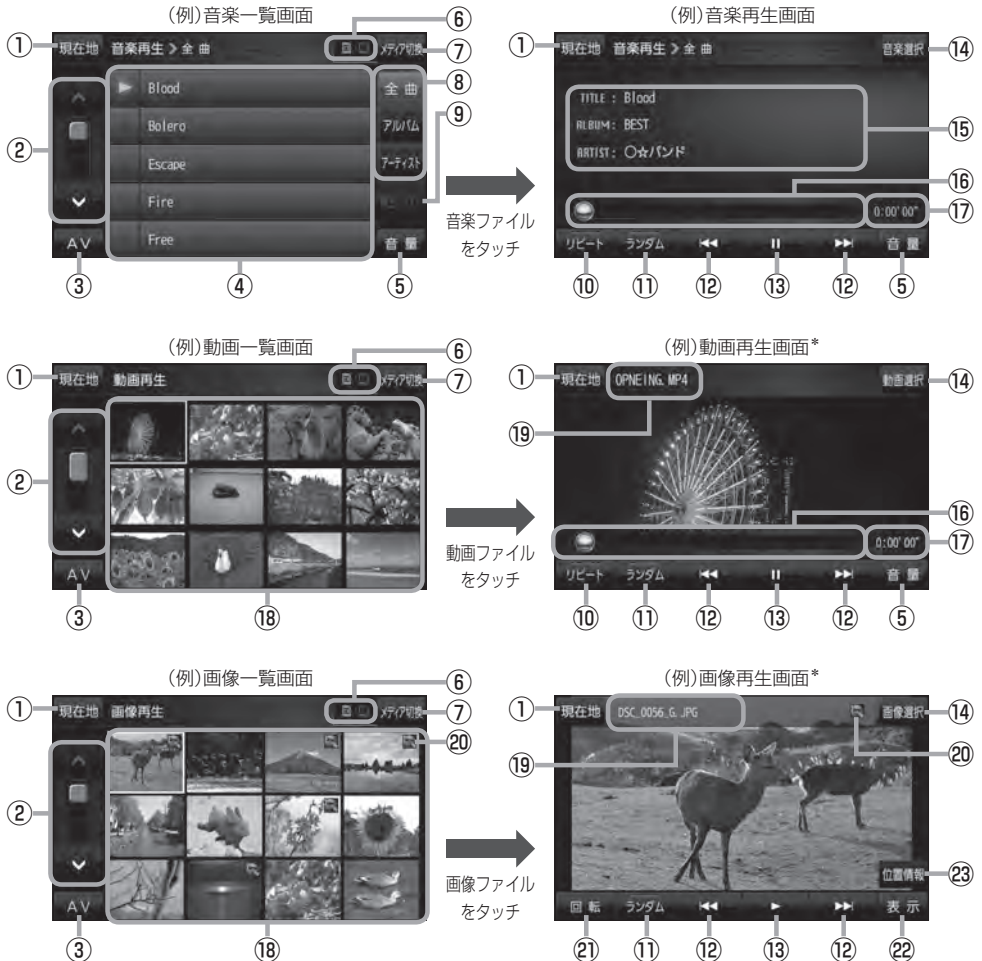 (例)音楽一覧画面
⑥
(例)音楽再生画面
① 現在地 音楽再生 > 全 曲 メディア切換 ⑦
① 現在地 音楽再生 > 全 曲 音楽選択 ⑭
② Blood
全 曲 ⑧
Bolero
アルバム ⑨
Escape
アーティスト
Fire
Free
AV
音 量
③
④
⑤
音楽ファイル
をタッチ
TITLE : Blood
ALBUM: BEST
ARTIST: ○☆バンド
⑮
⑯
0:00'00" ⑰
リピート ランダム 音 量
⑩ ⑪ ⑫ ⑬ ⑫ ⑤
(例)動画一覧画面
⑥
(例)動画再生画面*
① 現在地 動画再生 メディア切換 ⑦
① 現在地 OPNEING.MP4 動画選択 ⑭
②
⑲
動画ファイル
をタッチ
⑯
0:00'00" ⑰
AV
リピート ランダム 音 量
③ ⑱
⑩ ⑪ ⑫ ⑬ ⑫ ⑤
(例)画像一覧画面
⑥
(例)画像再生画面*
① 現在地 画像再生 メディア切換 ⑦
① 現在地 DSC_0056_G.JPG 画像選択 ⑭
⑳
⑲ ⑳
②
画像ファイル
をタッチ
位置情報 ㉓
AV
回 転 ランダム 表 示
③ ⑱
㉑ ⑪ ⑫ ⑬ ⑫ ㉒